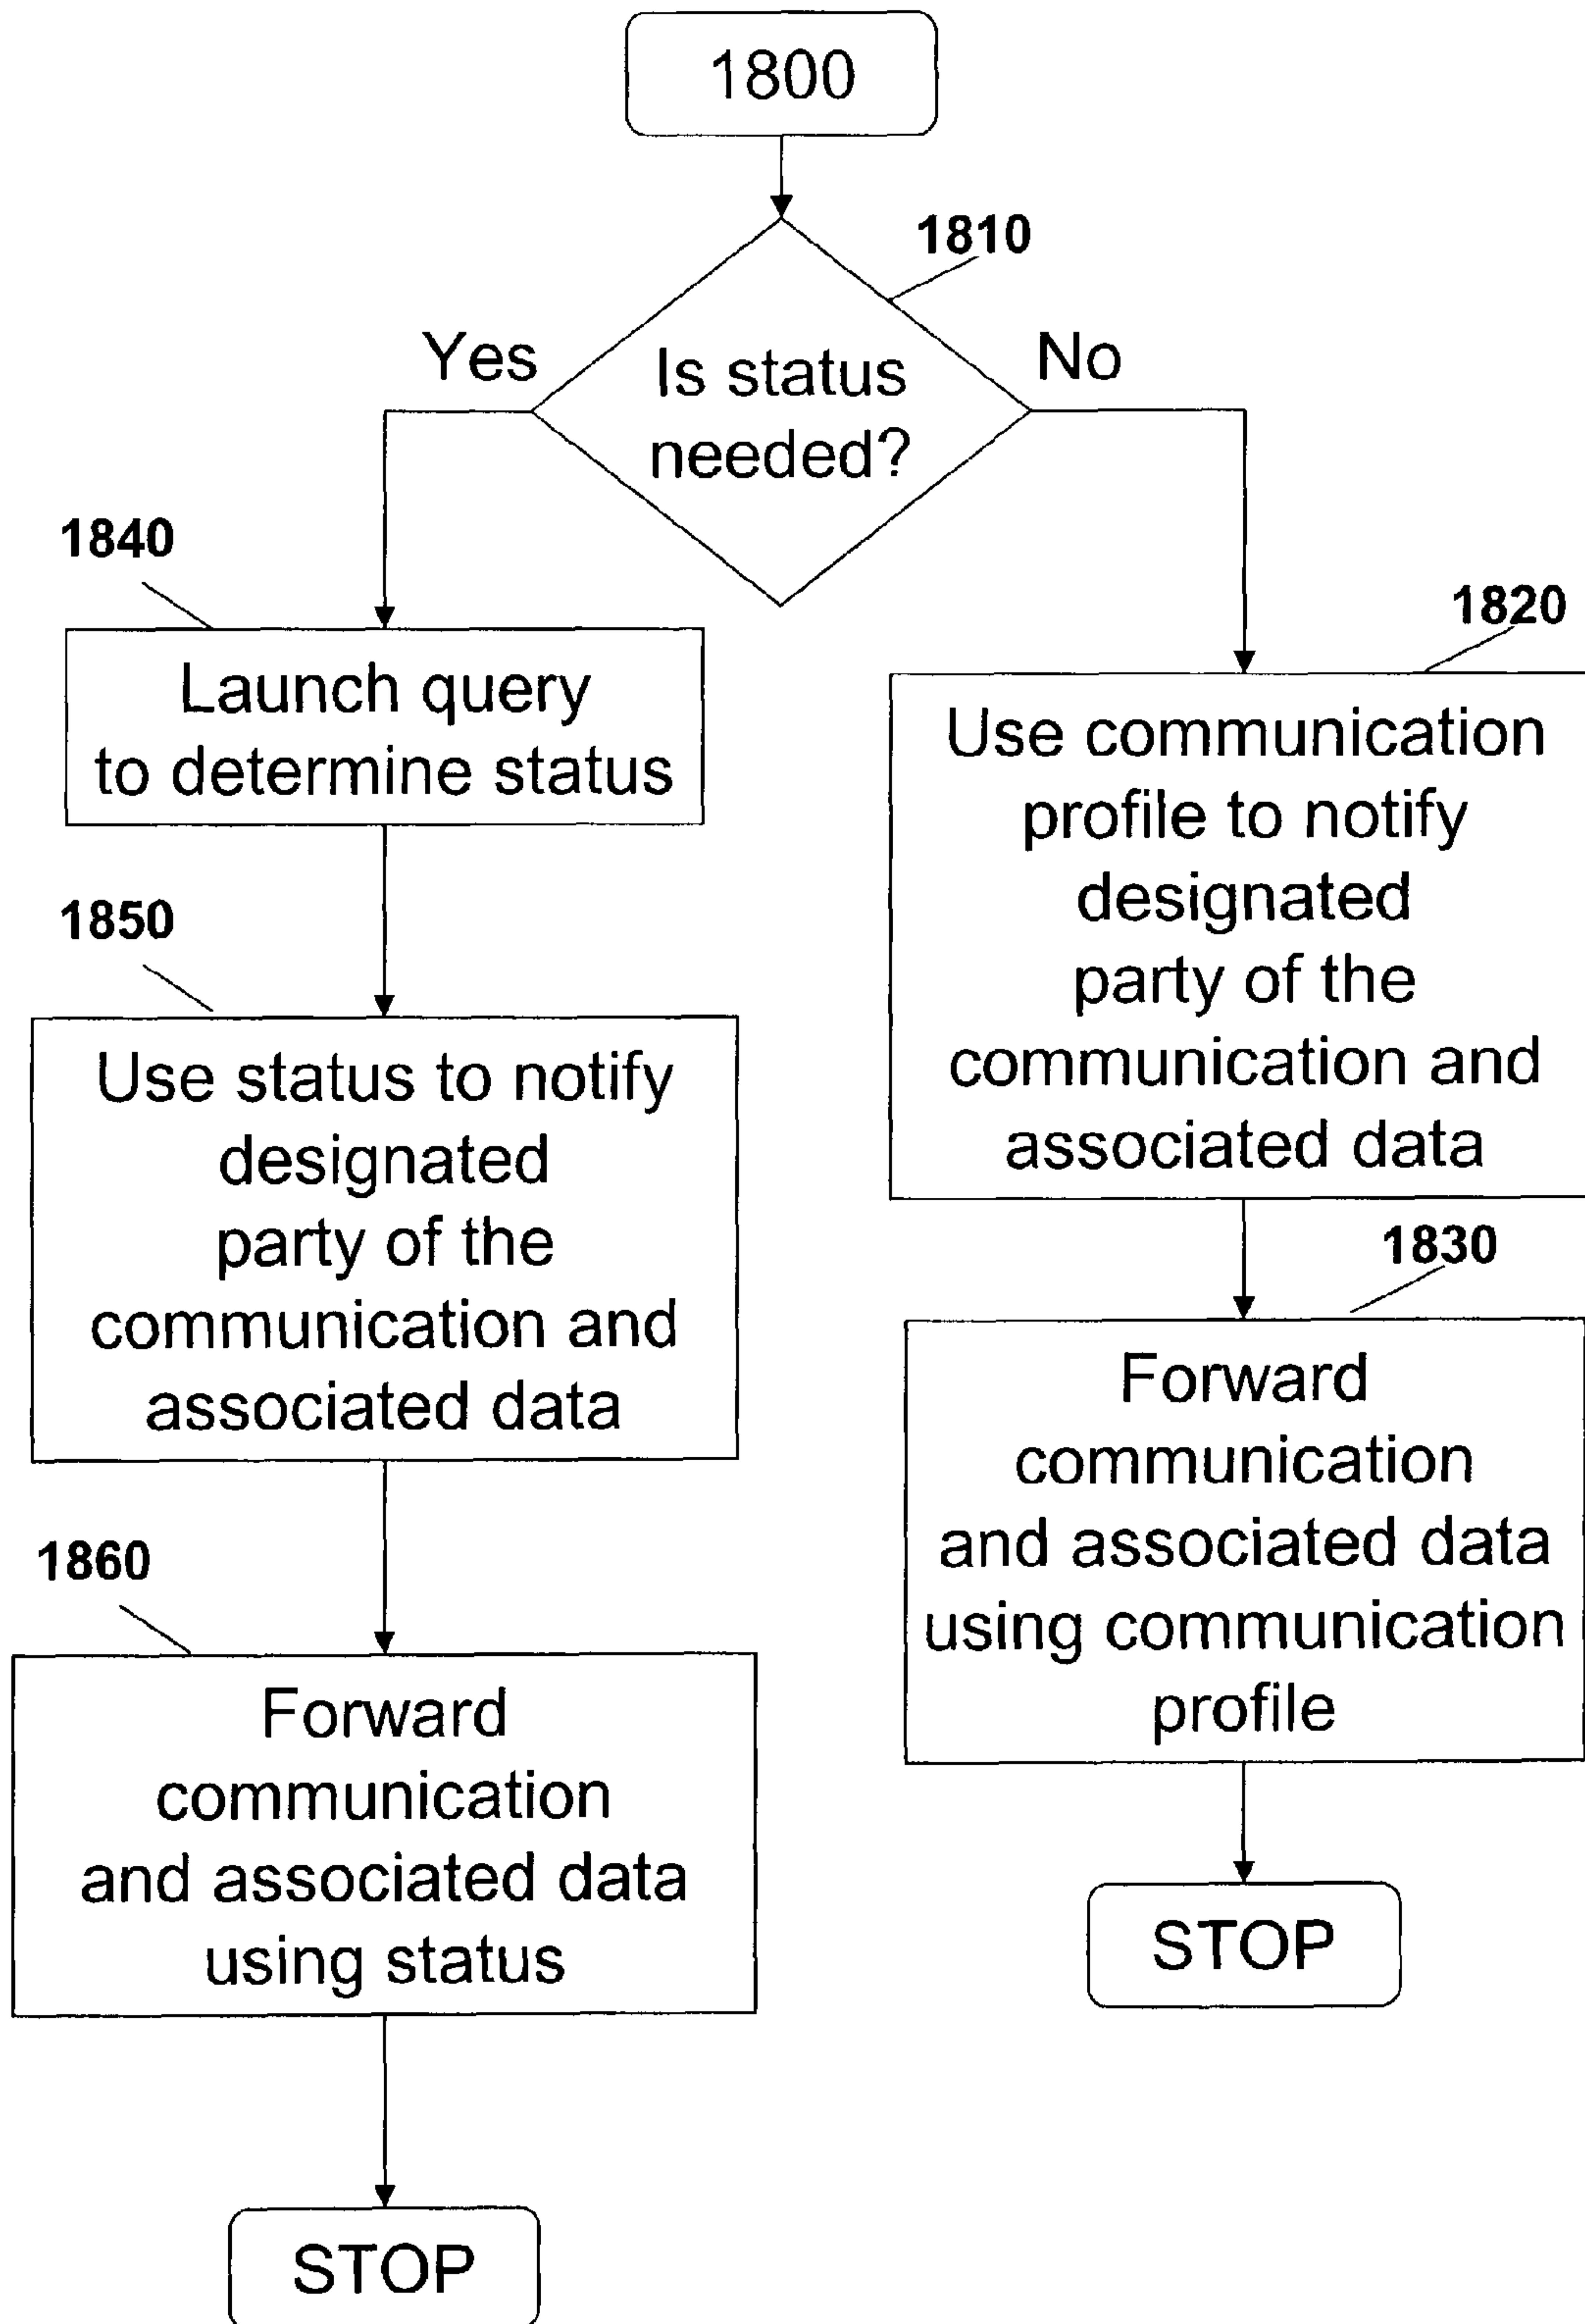 1800
1810
Yes
No
Is status
needed?
1840
Launch query
to determine status
1820
Use communication
profile to notify
designated
party of the
communication and
associated data
1850
Use status to notify
designated
party of the
communication and
associated data
1830
Forward
communication
and associated data
using communication
profile
1860
Forward
communication
and associated data
using status
STOP
STOP